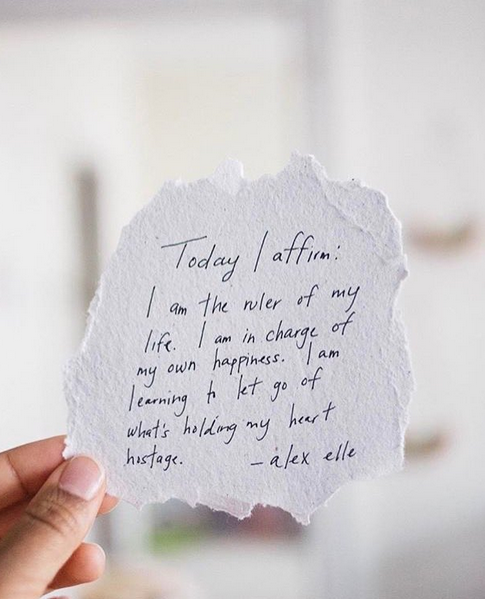 Today I affirm:
I am the ruler of my
life. I am in charge of
my own happiness. I am
learning to let go of
what's holding my heart
hostage. – alex elle